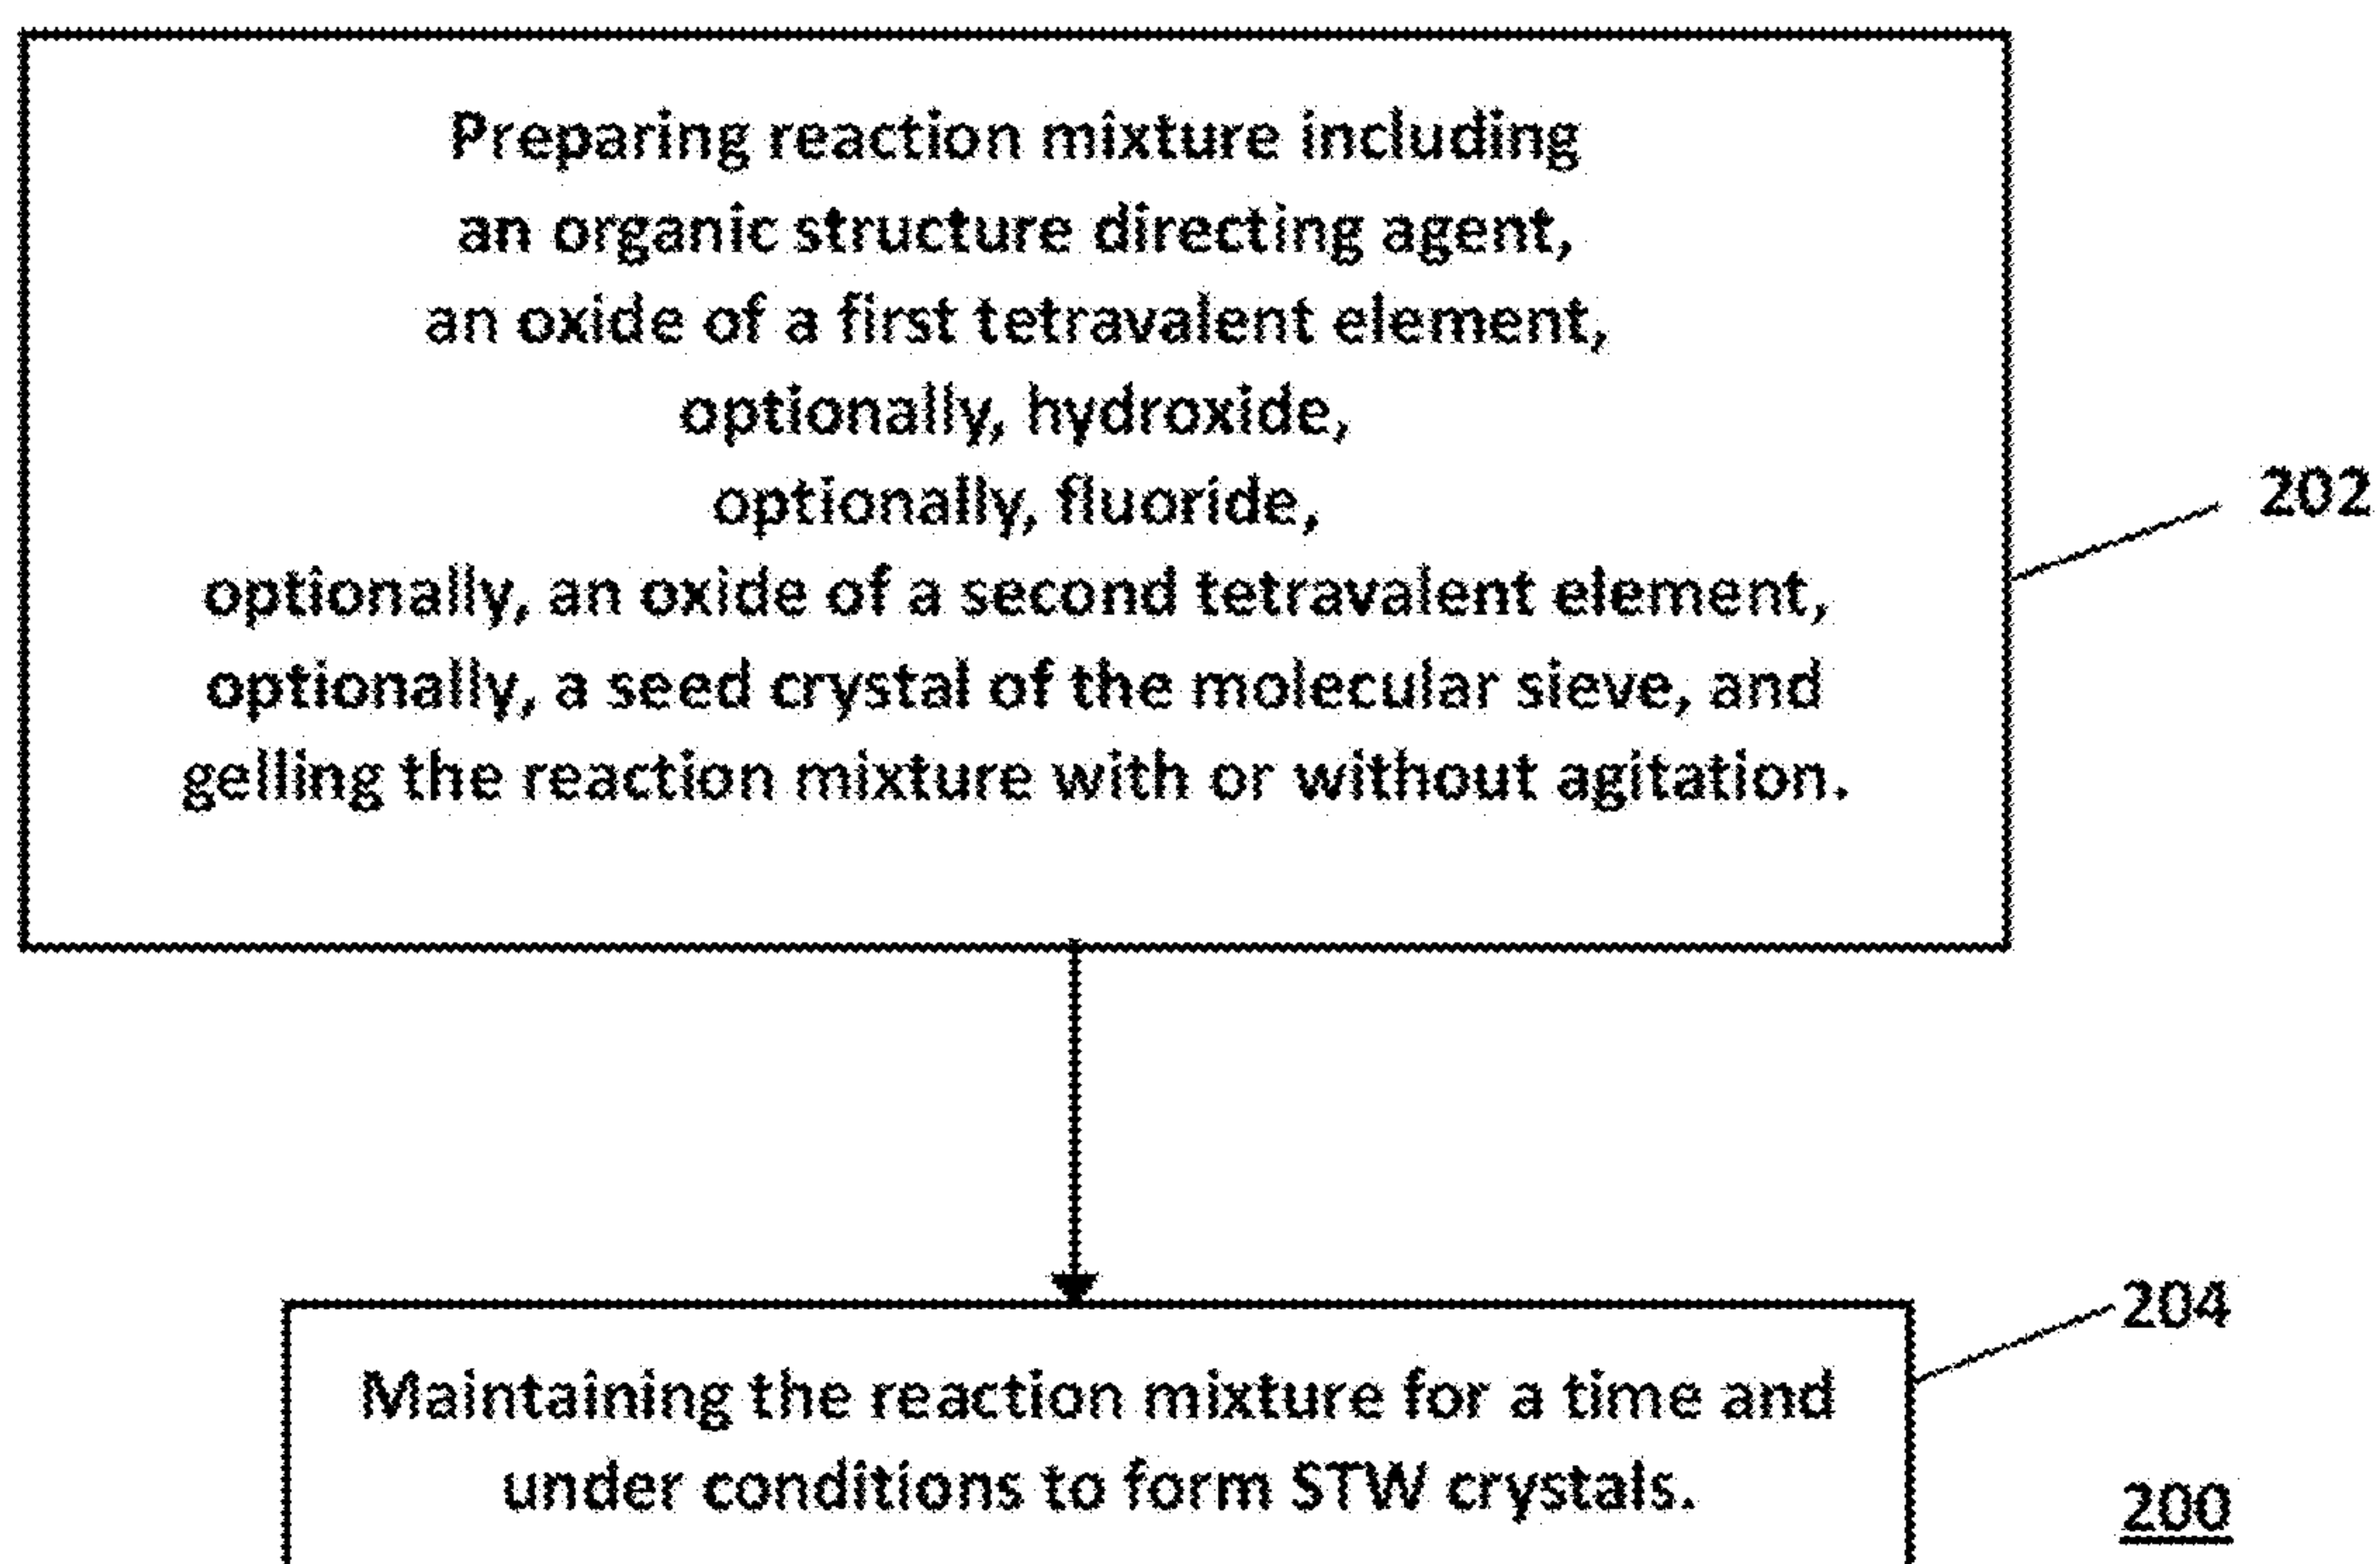 Preparing reaction mixture including
an organic structure directing agent,
an oxide of a first tetravalent element,
optionally, hydroxide,
optionally, fluoride,
optionally, an oxide of a second tetravalent element,
optionally, a seed crystal of the molecular sieve, and
gelling the reaction mixture with or without agitation.
202
204
Maintaining the reaction mixture for a time and
under conditions to form STW crystals.
200